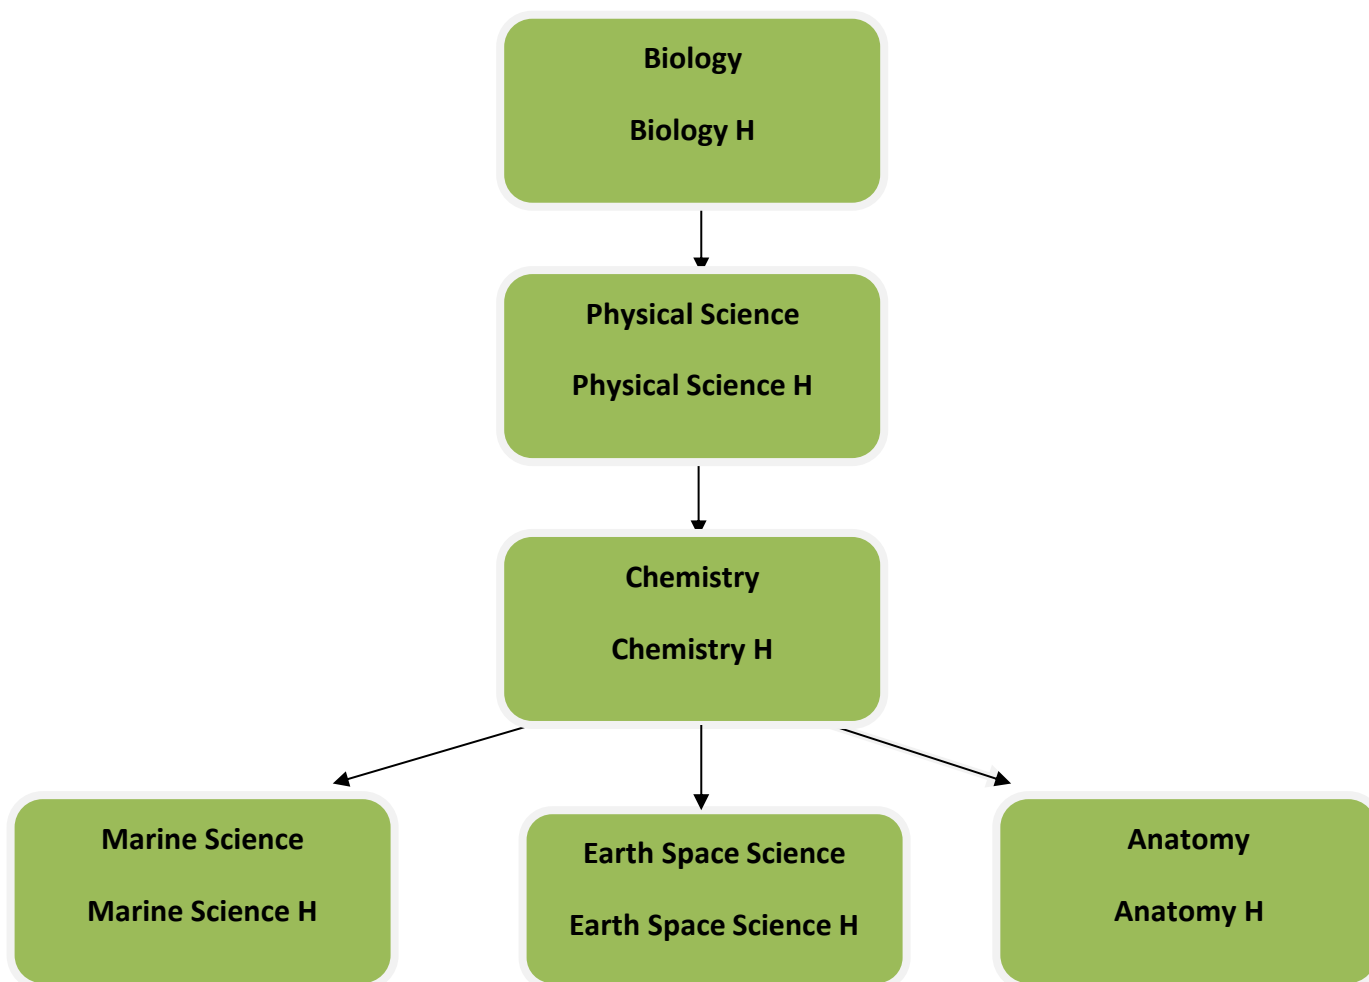 Biology
Biology H
Physical Science
Physical Science H
Chemistry
Chemistry H
Marine Science
Marine Science H
Earth Space Science
Earth Space Science H
Anatomy
Anatomy H